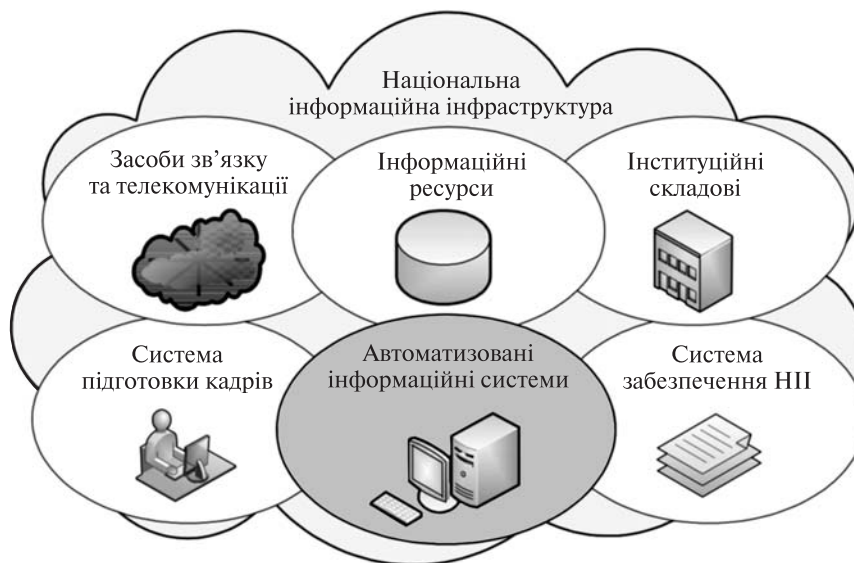 Національна
інформаційна інфраструктура
Засоби зв’язку
та телекомунікації
Інформаційні
ресурси
Інституційні
складові
Система
підготовки кадрів
Автоматизовані
інформаційні системи
Система
забезпечення НІІ